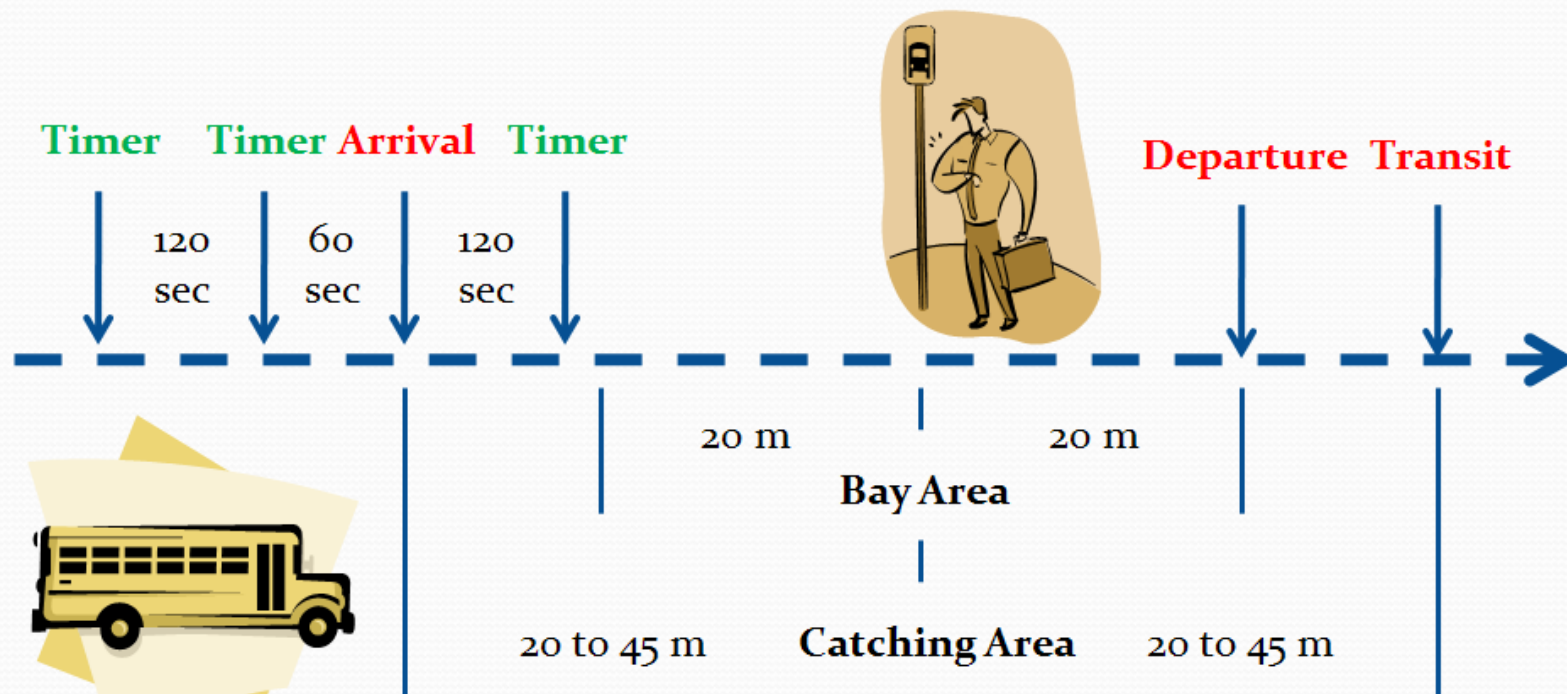 Timer Timer Arrival Timer
Departure Transit
120 sec
60 sec
120 sec
20 m 20 m
Bay Area
20 to 45 m Catching Area 20 to 45 m